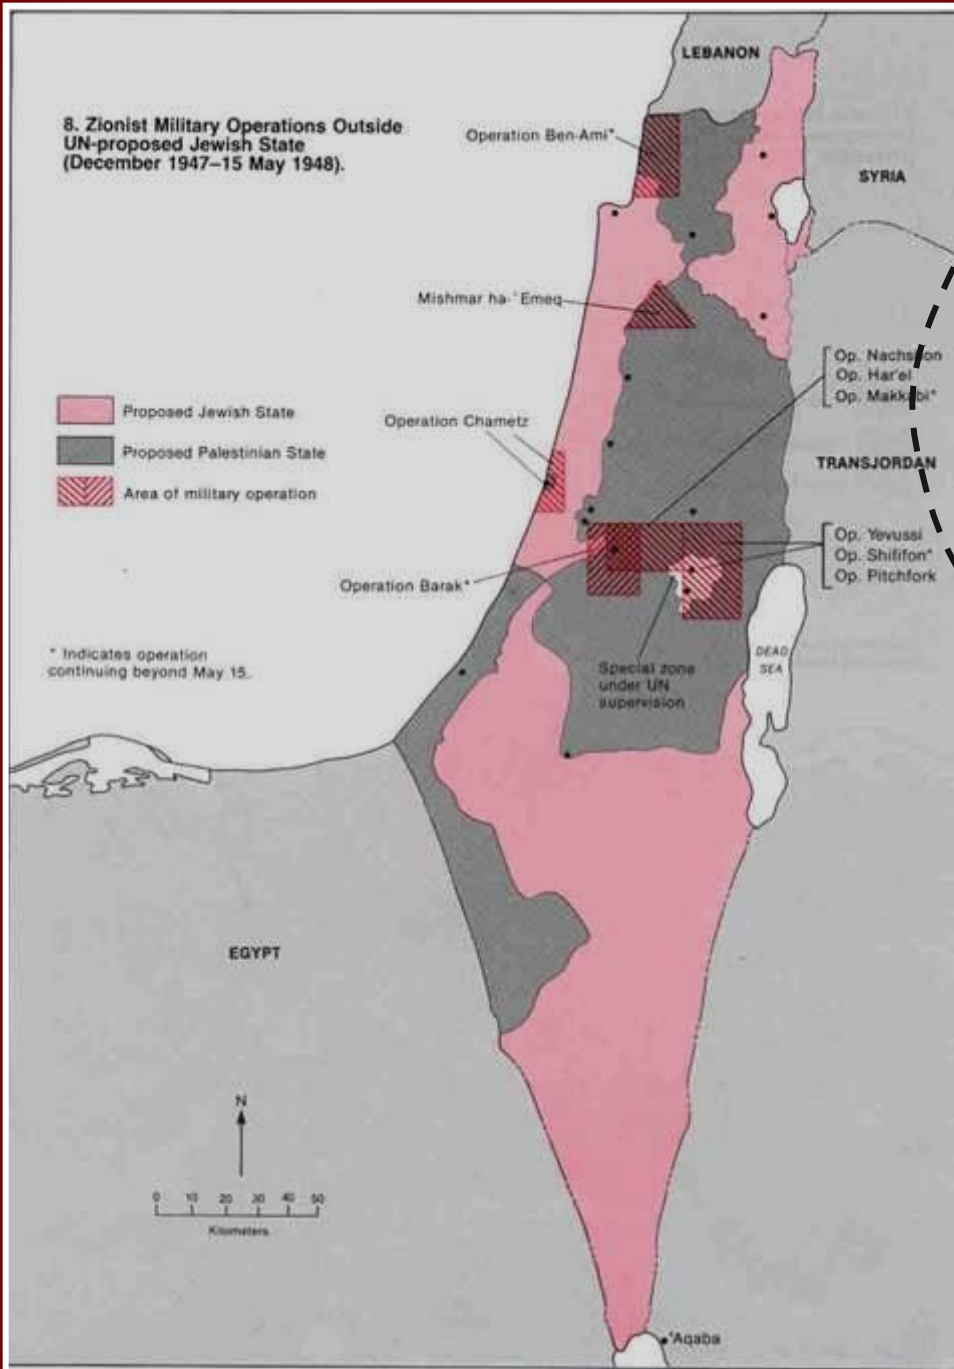 LEBANON
8. Zionist Military Operations Outside
UN-proposed Jewish State
(December 1947–15 May 1948).
Operation Ben-Ami*
SYRIA
Mishmar ha-ʿEmeq
Op. Nachshon
Op. Har'el
Op. Makkabi*
Proposed Jewish State
Operation Chametz
Proposed Palestinian State
TRANSJORDAN
Area of military operation
Op. Yevussi
Op. Shififon*
Op. Pitchfork
Operation Barak*
* Indicates operation
continuing beyond May 15.
DEAD
SEA
Special zone
under UN
supervision
EGYPT
N
0 10 20 30 40 50
Kilometers
ʿAqaba